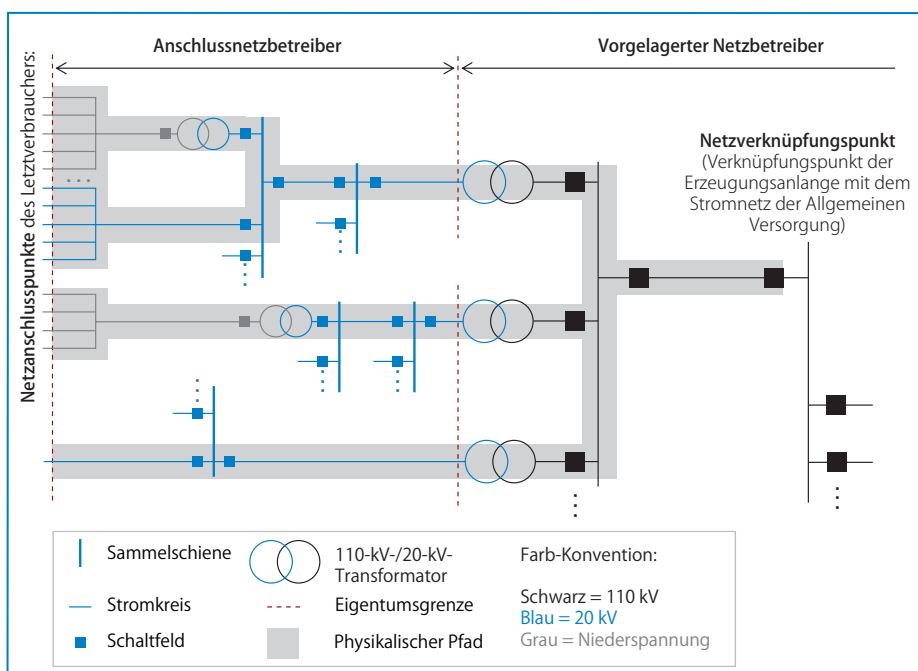 Anschlussnetzbetreiber
Vorgelagerter Netzbetreiber
Netzanschlusspunkte des Letztverbrauchers:
Netzverknüpfungspunkt
(Verknüpfungspunkt der
Erzeugungsanlage mit dem
Stromnetz der Allgemeinen
Versorgung)
Sammelschiene
110-kV-/20-kV-
Transformator
Farb-Konvention:
Stromkreis
Eigentumsgrenze
Schwarz = 110 kV
Blau = 20 kV
Schaltfeld
Physikalischer Pfad
Grau = Niederspannung